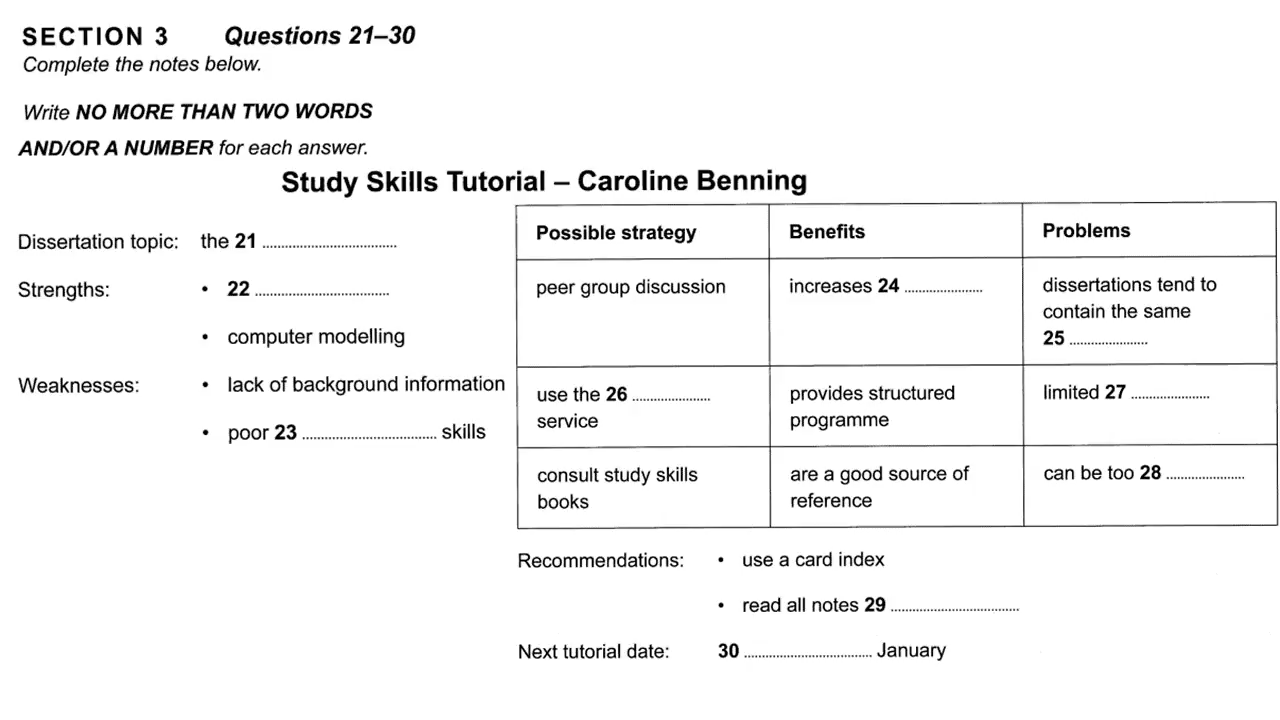 SECTION 3 Questions 21–30
Complete the notes below.
Write NO MORE THAN TWO WORDS
AND/OR A NUMBER for each answer.
Study Skills Tutorial – Caroline Benning
Dissertation topic: the 21 ....................................
Strengths: • 22 ....................................
• computer modelling
Weaknesses: • lack of background information
• poor 23 .................................... skills
Possible strategy Benefits Problems
peer group discussion increases 24 ...................... dissertations tend to
contain the same
25 ......................
use the 26 ...................... provides structured limited 27 ......................
service programme
consult study skills are a good source of can be too 28 ......................
books reference
Recommendations: • use a card index
• read all notes 29 ....................................
Next tutorial date: 30 .................................... January